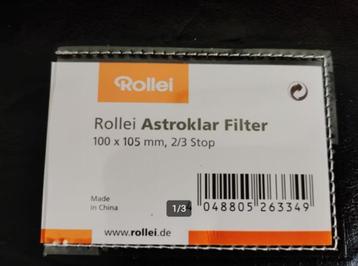 Rollei
Rollei Astroklar Filter
100 x 105 mm, 2/3 Stop
Made
in China
1/3
048805 263349
www.rollei.de